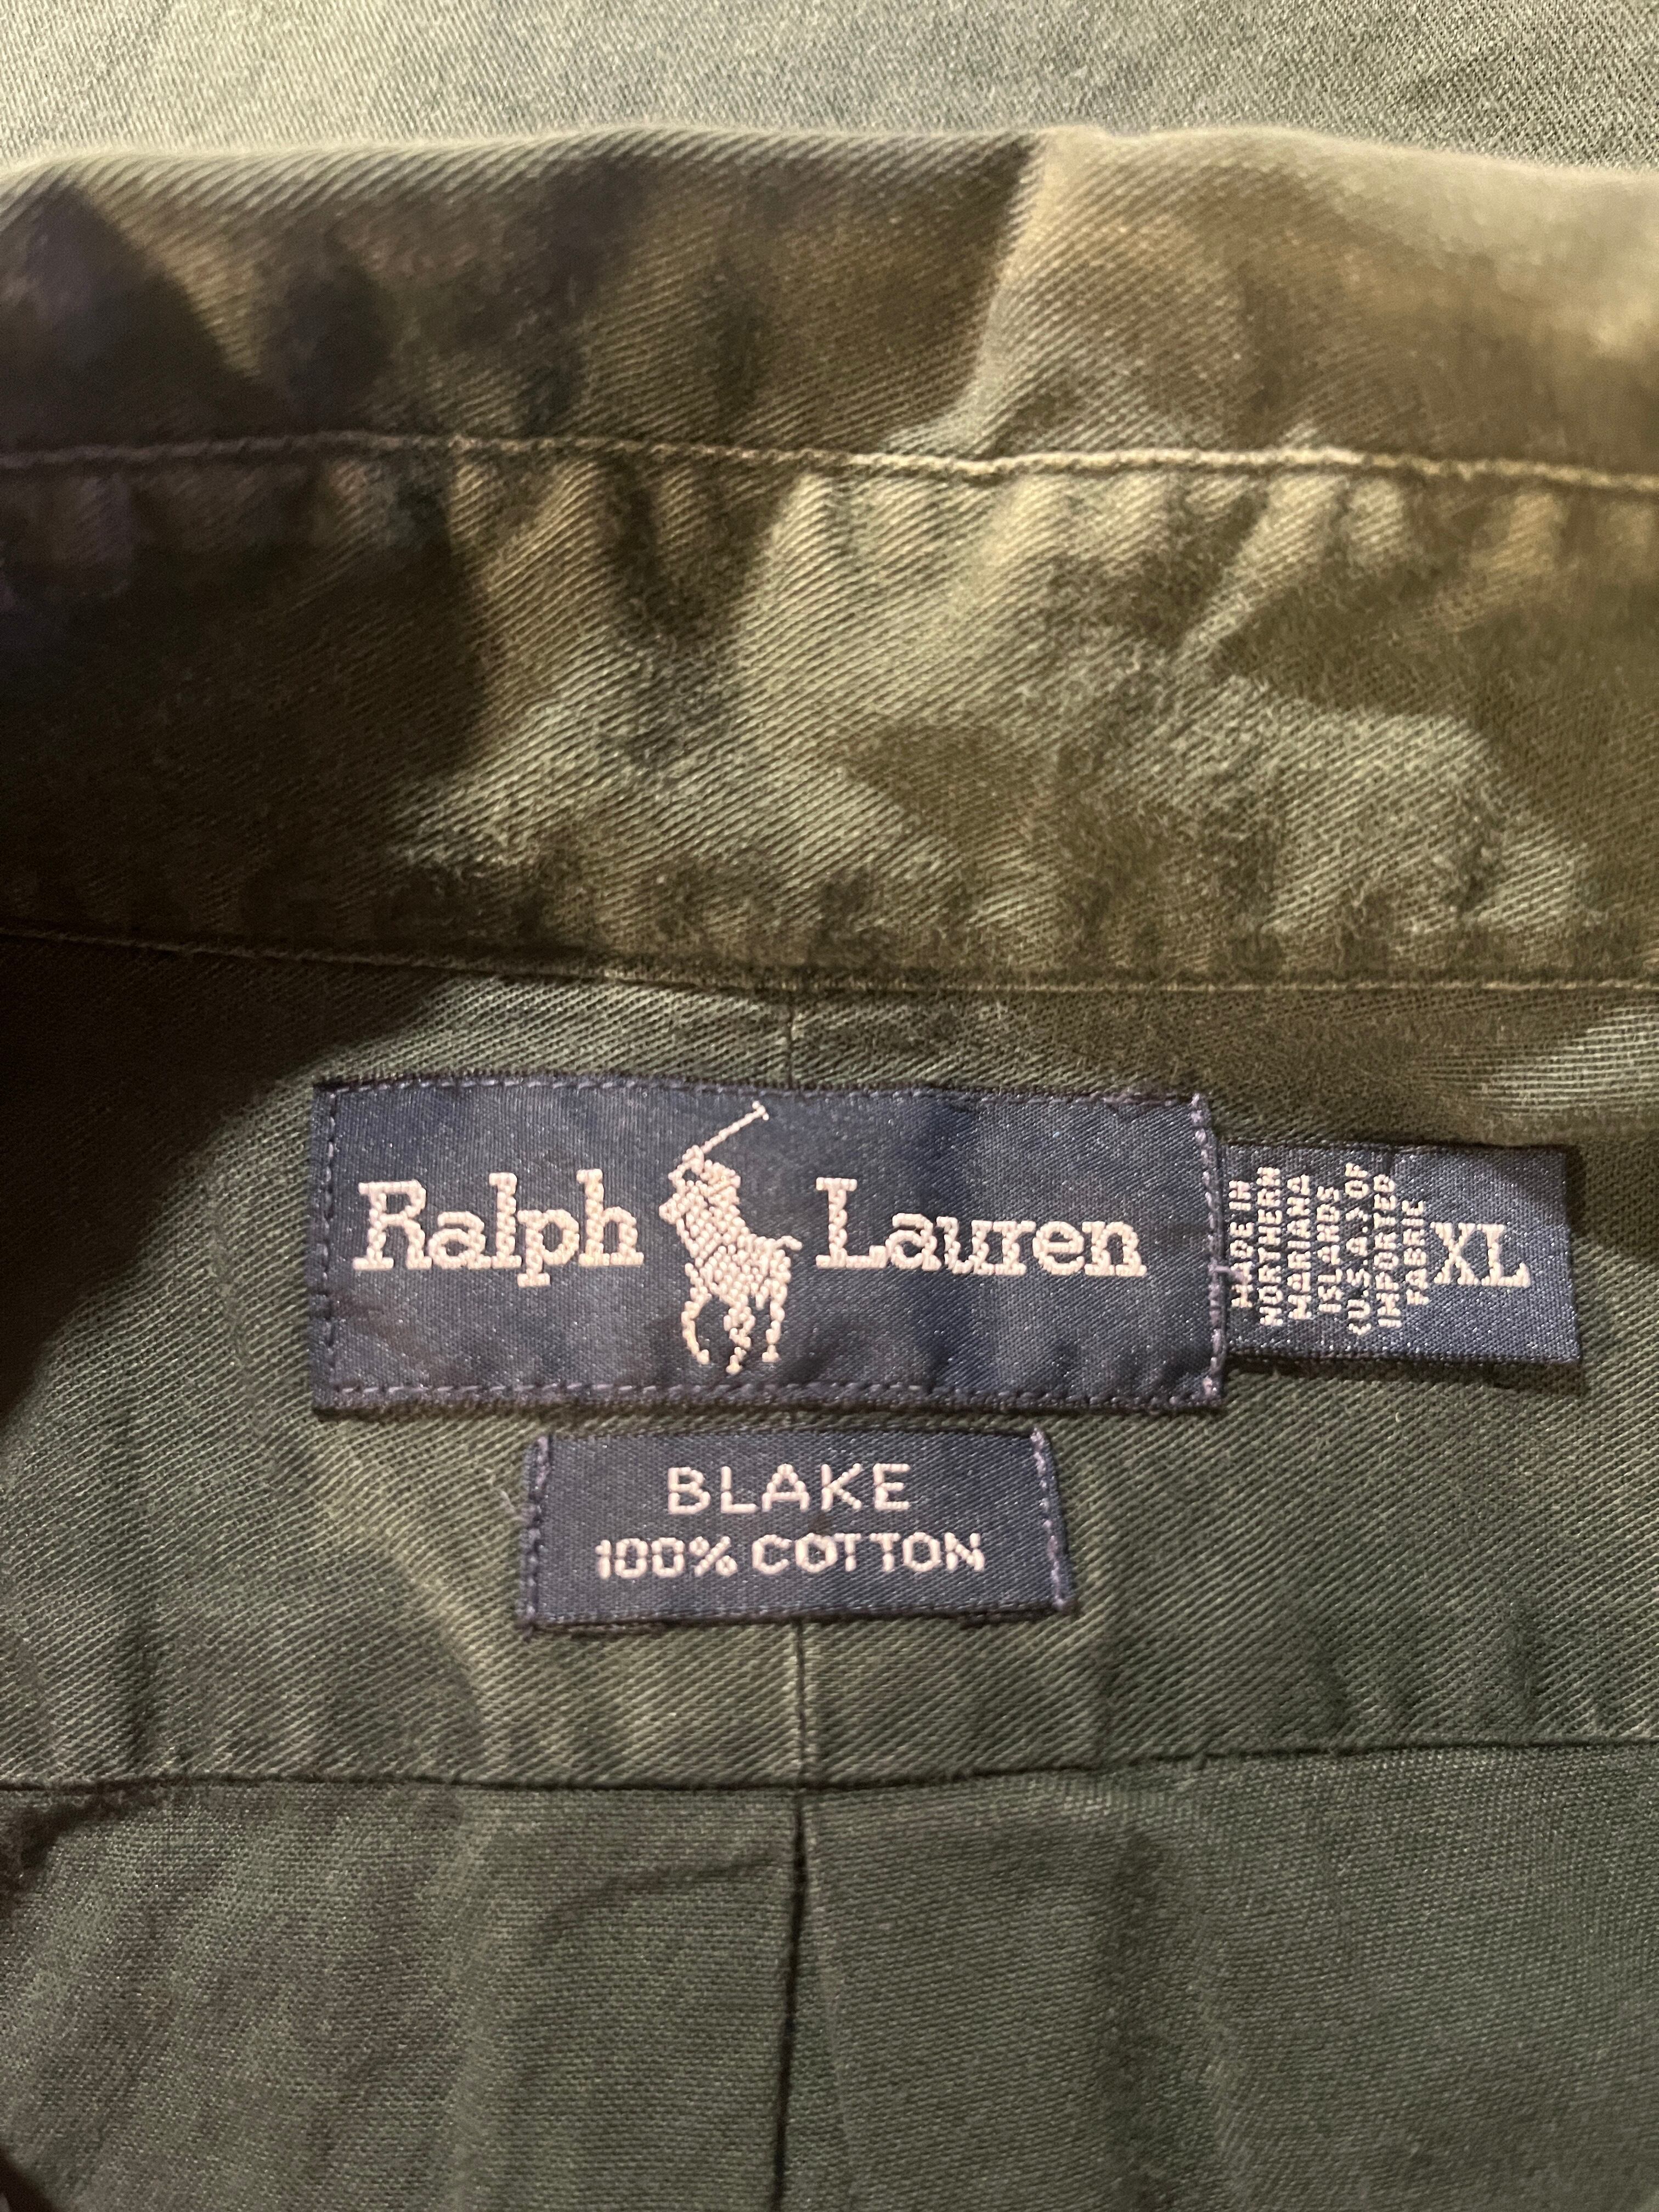 Ralph Lauren
MADE IN
NORTHERN
MARIANA
ISLANDS
(U.S.A.) OF
IMPORTED
FABRIC
XL
BLAKE
100% COTTON